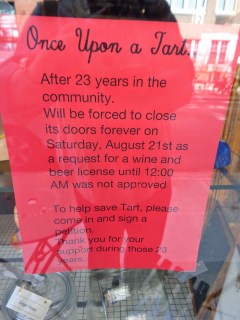 Once Upon a Tart.
After 23 years in the
community.
Will be forced to close
its doors forever on
Saturday, August 21st as
a request for a wine and
beer license until 12:00
AM was not approved
To help save Tart, please
come in and sign a
petition.
Thank you for your
support during those 23
years.